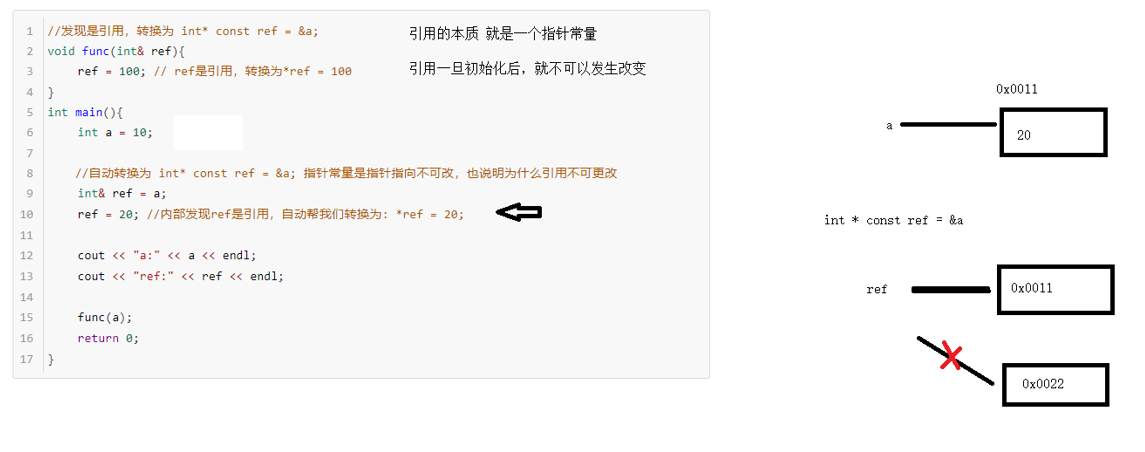 1 //发现是引用，转换为 int* const ref = &a;
2 void func(int& ref){
3 ref = 100; // ref是引用，转换为*ref = 100
4 }
5 int main(){
6 int a = 10;
7
8 //自动转换为 int* const ref = &a; 指针常量是指针指向不可改，也说明为什么引用不可更改
9 int& ref = a;
10 ref = 20; //内部发现ref是引用，自动帮我们转换为: *ref = 20;
11
12 cout << "a:" << a << endl;
13 cout << "ref:" << ref << endl;
14
15 func(a);
16 return 0;
17 }
引用的本质 就是一个指针常量
引用一旦初始化后，就不可以发生改变
0x0011
a
20
int * const ref = &a
ref
0x0011
0x0022